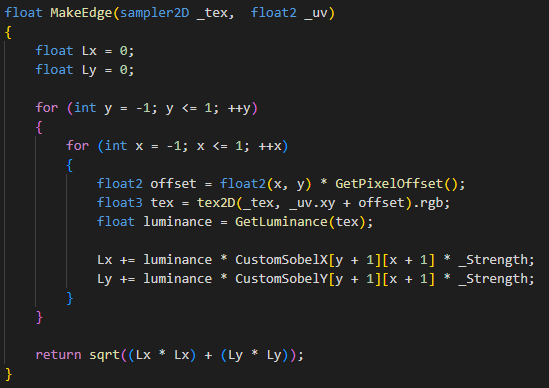 float MakeEdge(sampler2D _tex,  float2 _uv)
{
    float Lx = 0;
    float Ly = 0;

    for (int y = -1; y <= 1; ++y)
    {
        for (int x = -1; x <= 1; ++x)
        {
            float2 offset = float2(x, y) * GetPixelOffset();
            float3 tex = tex2D(_tex, _uv.xy + offset).rgb;
            float luminance = GetLuminance(tex);

            Lx += luminance * CustomSobelX[y + 1][x + 1] * _Strength;
            Ly += luminance * CustomSobelY[y + 1][x + 1] * _Strength;
        }
    }

    return sqrt((Lx * Lx) + (Ly * Ly));
}